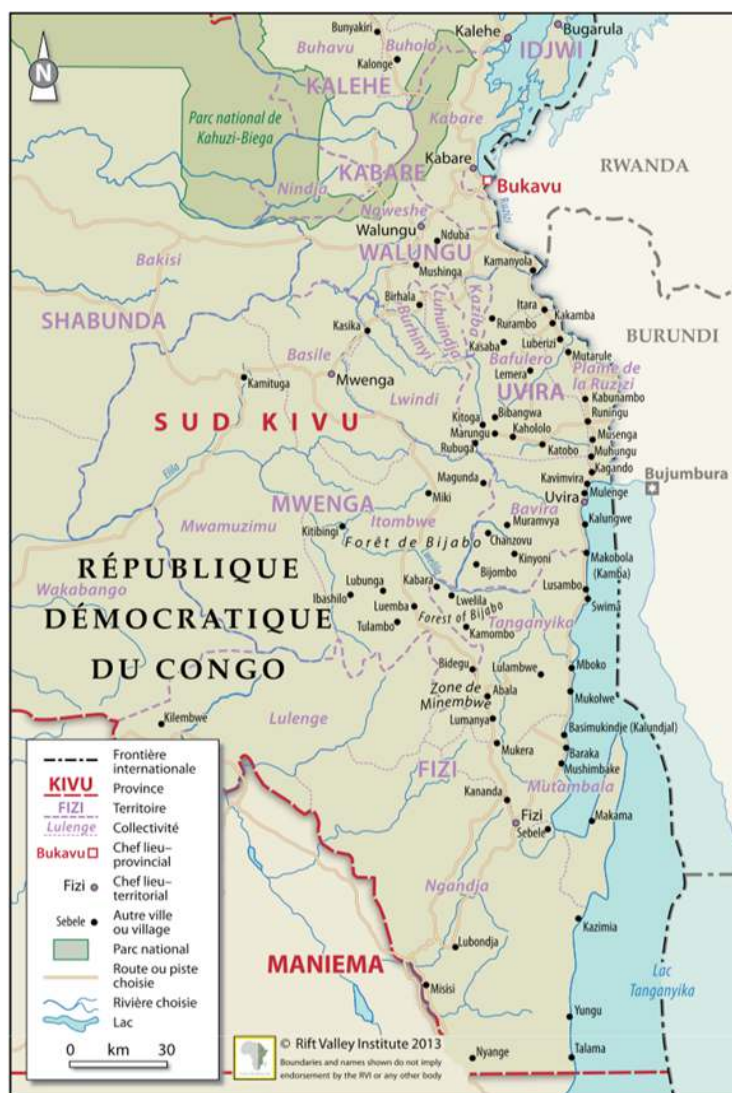 Bunyakiri
Kalehe
Bugarula
Buhavu
Buholo
IDJWI
Kalonge
KALEHE
N
Parc national de
Kahuzi-Biega
Kabare
Kabare
RWANDA
KABARE
Bukavu
Nindja
Ngweshe
Ruzizi
Walungu
Nduba
WALUNGU
Bakisi
Mushinga
Kamanyola
Birhala
Luhuindja
Kaziba
Itara
SHABUNDA
Burhinyi
Rurambo
Kakamba
Kasika
BURUNDI
Kasaba
Luberizi
Basile
Bafulero
Mutarule
Lemera
Plaine de
la Ruzizi
Kamituga
Mwenga
UVIRA
Lwindi
Kabunambo
SUD KIVU
Kitoga
Bibangwa
Runingu
Marungu
Kahololo
Musenga
Rubuga
Katobo
Muhungu
Elila
Kagando
Magunda
Kavimvira
Bujumbura
Uvira
Mulenge
MWENGA
Miki
Bavira
Mwamuzimu
Itombwe
Muramvya
Kalungwe
Kitibingi
Forêt de Bijabo
Chanzovu
Kinyoni
Makobola
(Kamba)
RÉPUBLIQUE
Bijombo
Wakabango
Lubunga
Kabara
Lusambo
Ibashilo
Luemba
Lwelila
Swima
DÉMOCRATIQUE
Forest of Bijabo
Tulambo
Kamombo
Tanganyika
DU CONGO
Bidegu
Lulambwe
Mboko
Zone de
Minembwe
Abala
Mukolwe
Kilembwe
Lulenge
Lumanya
Basimukindje (Kalundjal)
Mukera
Baraka
FIZI
Mushimbake
Mutambala
Kananda
Fizi
Makama
Sebele
Ngandja
Kazimia
Lubondja
MANIEMA
Misisi
Lac
Tanganyika
Yungu
Nyange
Talama
Frontière
internationale
KIVU
Province
FIZI
Territoire
Lulenge
Collectivité
Bukavu
Chef lieu–
provincial
Fizi
Chef lieu–
territorial
Sebele
Autre ville
ou village
Parc national
Route ou piste
choisie
Rivière choisie
Lac
0 km 30
© Rift Valley Institute 2013
Boundaries and names shown do not imply
endorsement by the RVI or any other body